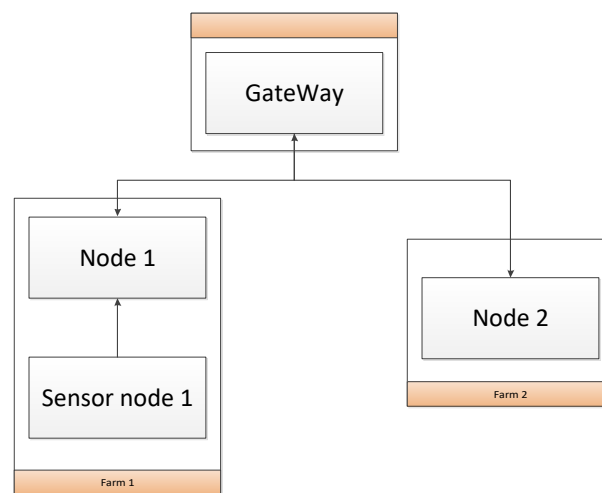 GateWay
Node 1
Node 2
Sensor node 1
Farm 2
Farm 1